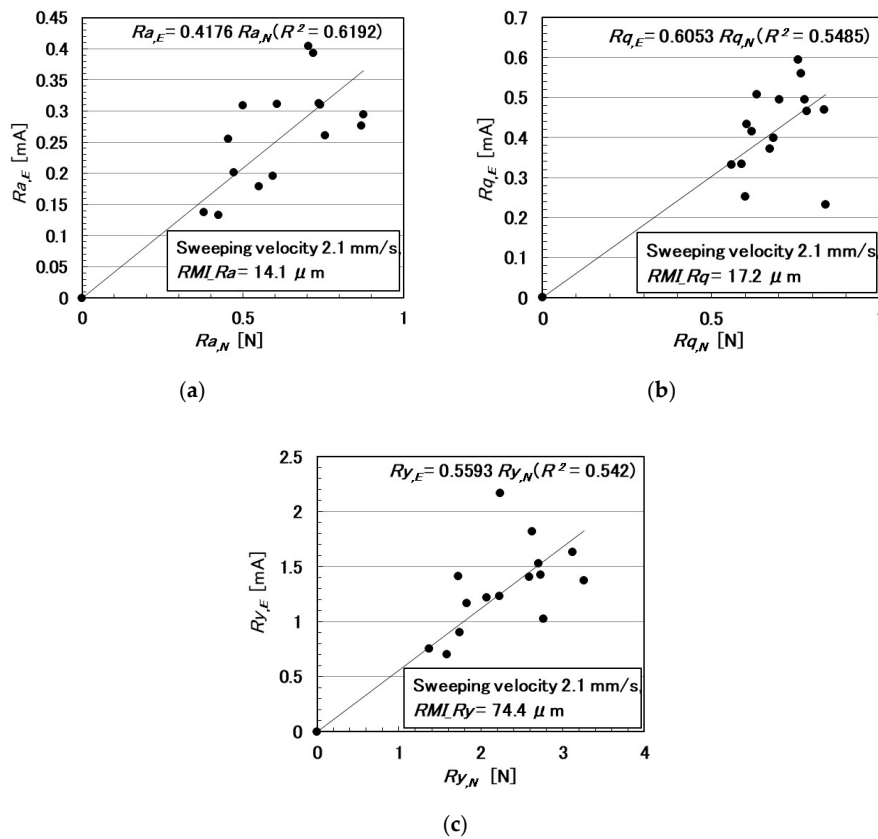 Ra,E = 0.4176 Ra,N (R² = 0.6192)
0.45
0.4
0.35
0.3
0.25
0.2
0.15
0.1
0.05
0
Ra,E [mA]
Sweeping velocity 2.1 mm/s,
RMI_Ra = 14.1 μm
0 0.5 1
Ra,N [N]
(a)
Rq,E = 0.6053 Rq,N (R² = 0.5485)
0.7
0.6
0.5
0.4
0.3
0.2
0.1
0
Rq,E [mA]
Sweeping velocity 2.1 mm/s,
RMI_Rq = 17.2 μm
0 0.5 1
Rq,N [N]
(b)
Ry,E = 0.5593 Ry,N (R² = 0.542)
2.5
2
1.5
1
0.5
0
Ry,E [mA]
Sweeping velocity 2.1 mm/s,
RMI_Ry = 74.4 μm
0 1 2 3 4
Ry,N [N]
(c)